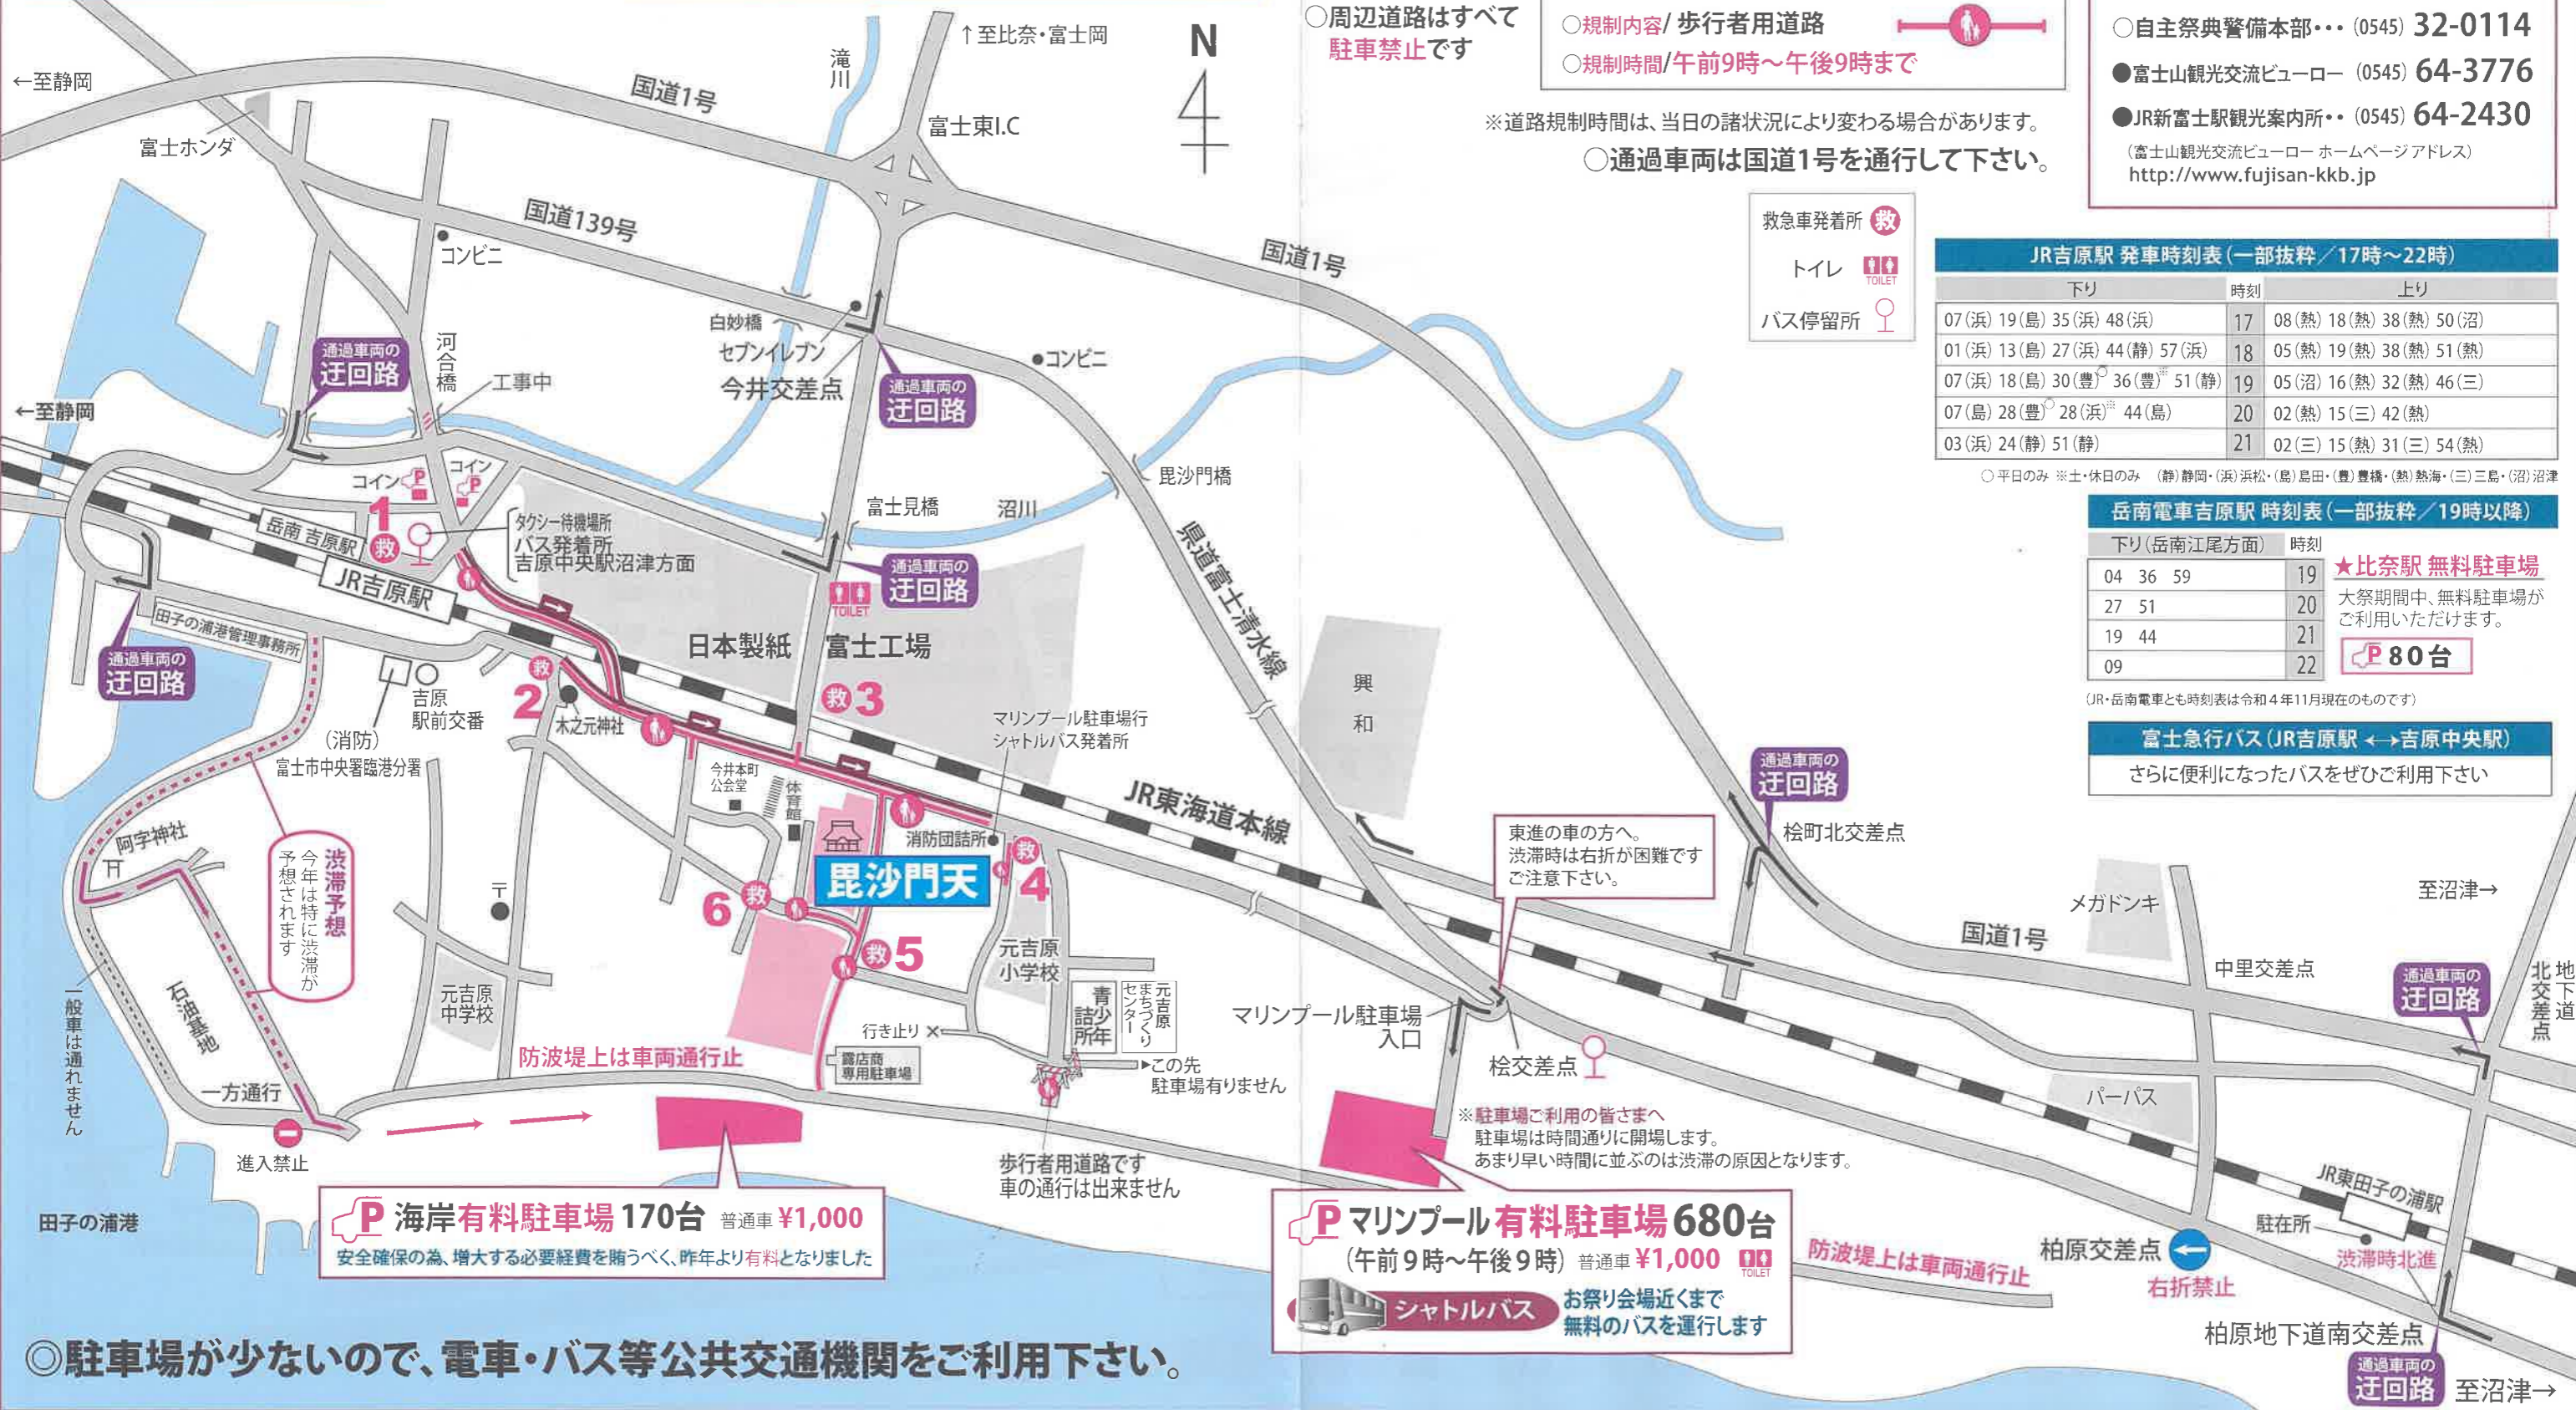 ○周辺道路はすべて
駐車禁止です
○規制内容/歩行者用道路
○規制時間/午前9時～午後9時まで
※道路規制時間は、当日の諸状況により変わる場合があります。
○通過車両は国道1号を通行して下さい。
○自主祭典警備本部・・・(0545) 32-0114
●富士山観光交流ビューロー (0545) 64-3776
●JR新富士駅観光案内所・・(0545) 64-2430
(富士山観光交流ビューロー ホームページ アドレス)
http://www.fujisan-kkb.jp
救急車発着所 救
トイレ TOILET
バス停留所
JR吉原駅 発車時刻表(一部抜粋／17時～22時)
下り 時刻 上り
07(浜) 19(島) 35(浜) 48(浜) 17 08(熱) 18(熱) 38(熱) 50(沼)
01(浜) 13(島) 27(浜) 44(静) 57(浜) 18 05(熱) 19(熱) 38(熱) 51(熱)
07(浜) 18(島) 30(豊)○ 36(豊)※ 51(静) 19 05(沼) 16(熱) 32(熱) 46(三)
07(島) 28(豊)○ 28(浜)※ 44(島) 20 02(熱) 15(三) 42(熱)
03(浜) 24(静) 51(静) 21 02(三) 15(熱) 31(三) 54(熱)
○平日のみ ※土・休日のみ (静)静岡・(浜)浜松・(島)島田・(豊)豊橋・(熱)熱海・(三)三島・(沼)沼津
岳南電車吉原駅 時刻表(一部抜粋／19時以降)
下り(岳南江尾方面) 時刻
04 36 59 19
27 51 20
19 44 21
09 22
★比奈駅 無料駐車場
大祭期間中、無料駐車場が
ご利用いただけます。
P 80台
(JR・岳南電車とも時刻表は令和4年11月現在のものです)
富士急行バス(JR吉原駅 ⟷吉原中央駅)
さらに便利になったバスをぜひご利用下さい
←至静岡
国道1号
滝川
↑至比奈・富士岡
N
富士ホンダ
富士東I.C
国道139号
コンビニ
国道1号
白妙橋
セブンイレブン
今井交差点
コンビニ
通過車両の
迂回路
河合橋
工事中
通過車両の
迂回路
←至静岡
コイン P
コイン P
1
救
岳南 吉原駅
タクシー待機場所
バス発着所
吉原中央駅沼津方面
富士見橋
沼川
毘沙門橋
県道富士清水線
JR吉原駅
通過車両の
迂回路
TOILET
日本製紙 富士工場
田子の浦港管理事務所
通過車両の
迂回路
吉原
駅前交番
(消防)
富士市中央署臨港分署
救
2
木之元神社
救 3
マリンプール駐車場行
シャトルバス発着所
興和
JR東海道本線
今井本町
公会堂
体育館
消防団詰所
毘沙門天
救
4
救
6
救 5
元吉原
小学校
阿字神社
渋滞予想
今年は特に渋滞が
予想されます
〒
元吉原
中学校
石油基地
一般車は通れません
一方通行
進入禁止
田子の浦港
防波堤上は車両通行止
行き止り ×
露店商
専用駐車場
青少年
詰所
元吉原
まちづくり
センター
▶この先
駐車場有りません
歩行者用道路です
車の通行は出来ません
東進の車の方へ。
渋滞時は右折が困難です
ご注意下さい。
通過車両の
迂回路
桧町北交差点
メガドンキ
至沼津→
国道1号
中里交差点
通過車両の
迂回路
地下道
北交差点
マリンプール駐車場
入口
桧交差点
パーパス
※駐車場ご利用の皆さまへ
駐車場は時間通りに開場します。
あまり早い時間に並ぶのは渋滞の原因となります。
P 海岸有料駐車場 170台 普通車 ¥1,000
安全確保の為、増大する必要経費を賄うべく、昨年より有料となりました
P マリンプール 有料駐車場 680台
(午前9時～午後9時) 普通車 ¥1,000 TOILET
シャトルバス
お祭り会場近くまで
無料のバスを運行します
防波堤上は車両通行止
柏原交差点
右折禁止
JR東田子の浦駅
駐在所
渋滞時北進
柏原地下道南交差点
通過車両の
迂回路
至沼津→
◎駐車場が少ないので、電車・バス等公共交通機関をご利用下さい。